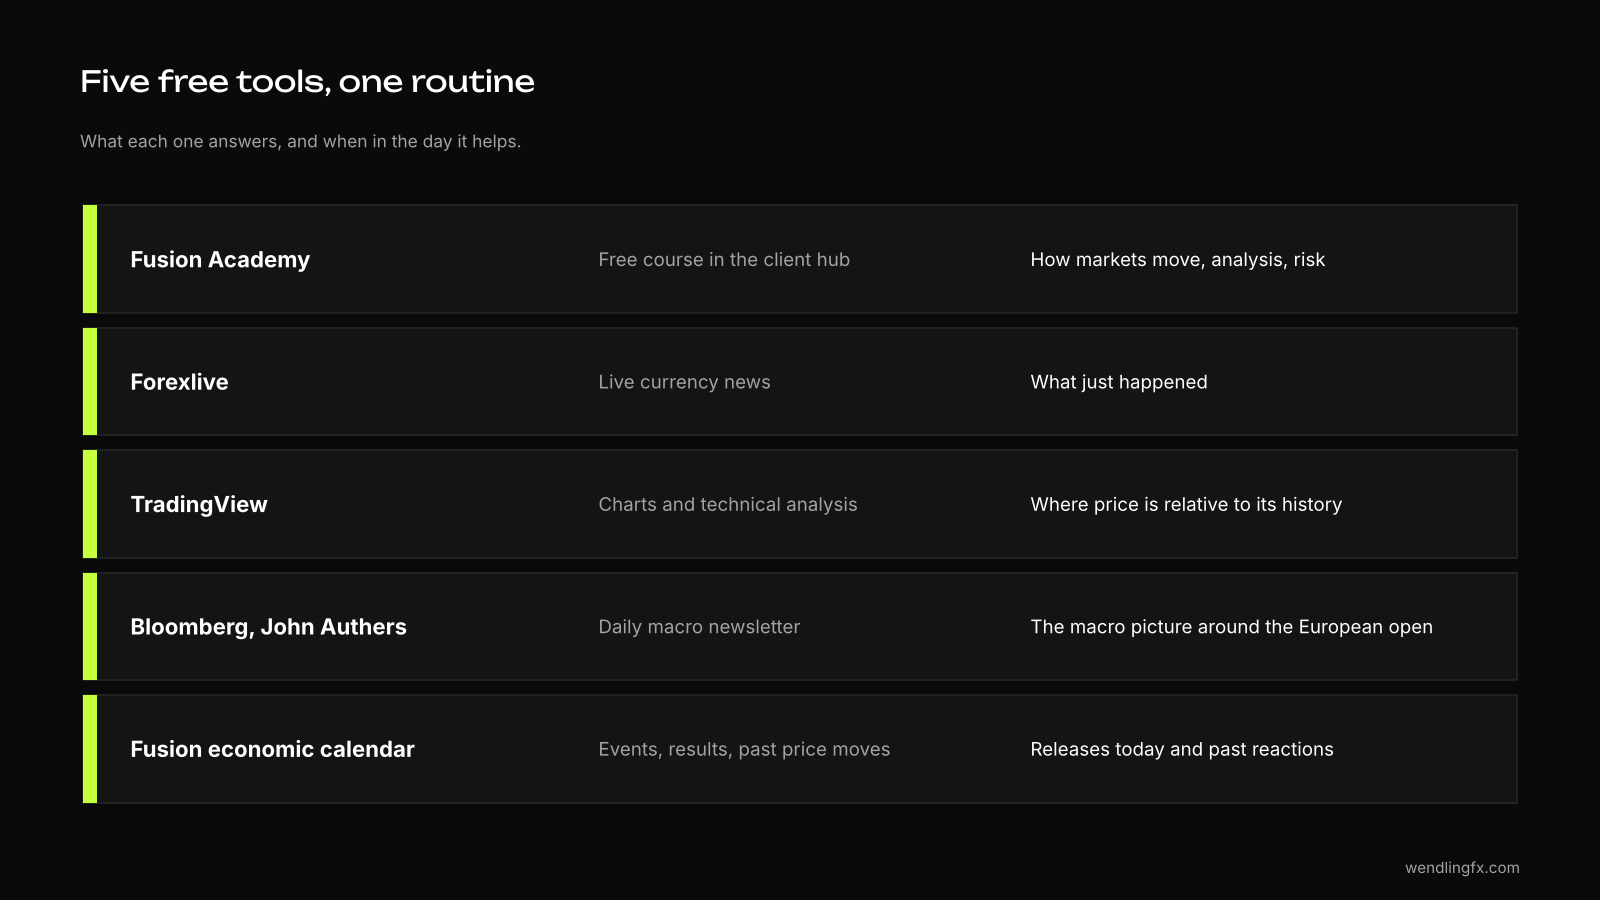 Five free tools, one routine
What each one answers, and when in the day it helps.
Fusion Academy Free course in the client hub How markets move, analysis, risk
Forexlive Live currency news What just happened
TradingView Charts and technical analysis Where price is relative to its history
Bloomberg, John Authers Daily macro newsletter The macro picture around the European open
Fusion economic calendar Events, results, past price moves Releases today and past reactions
wendlingfx.com